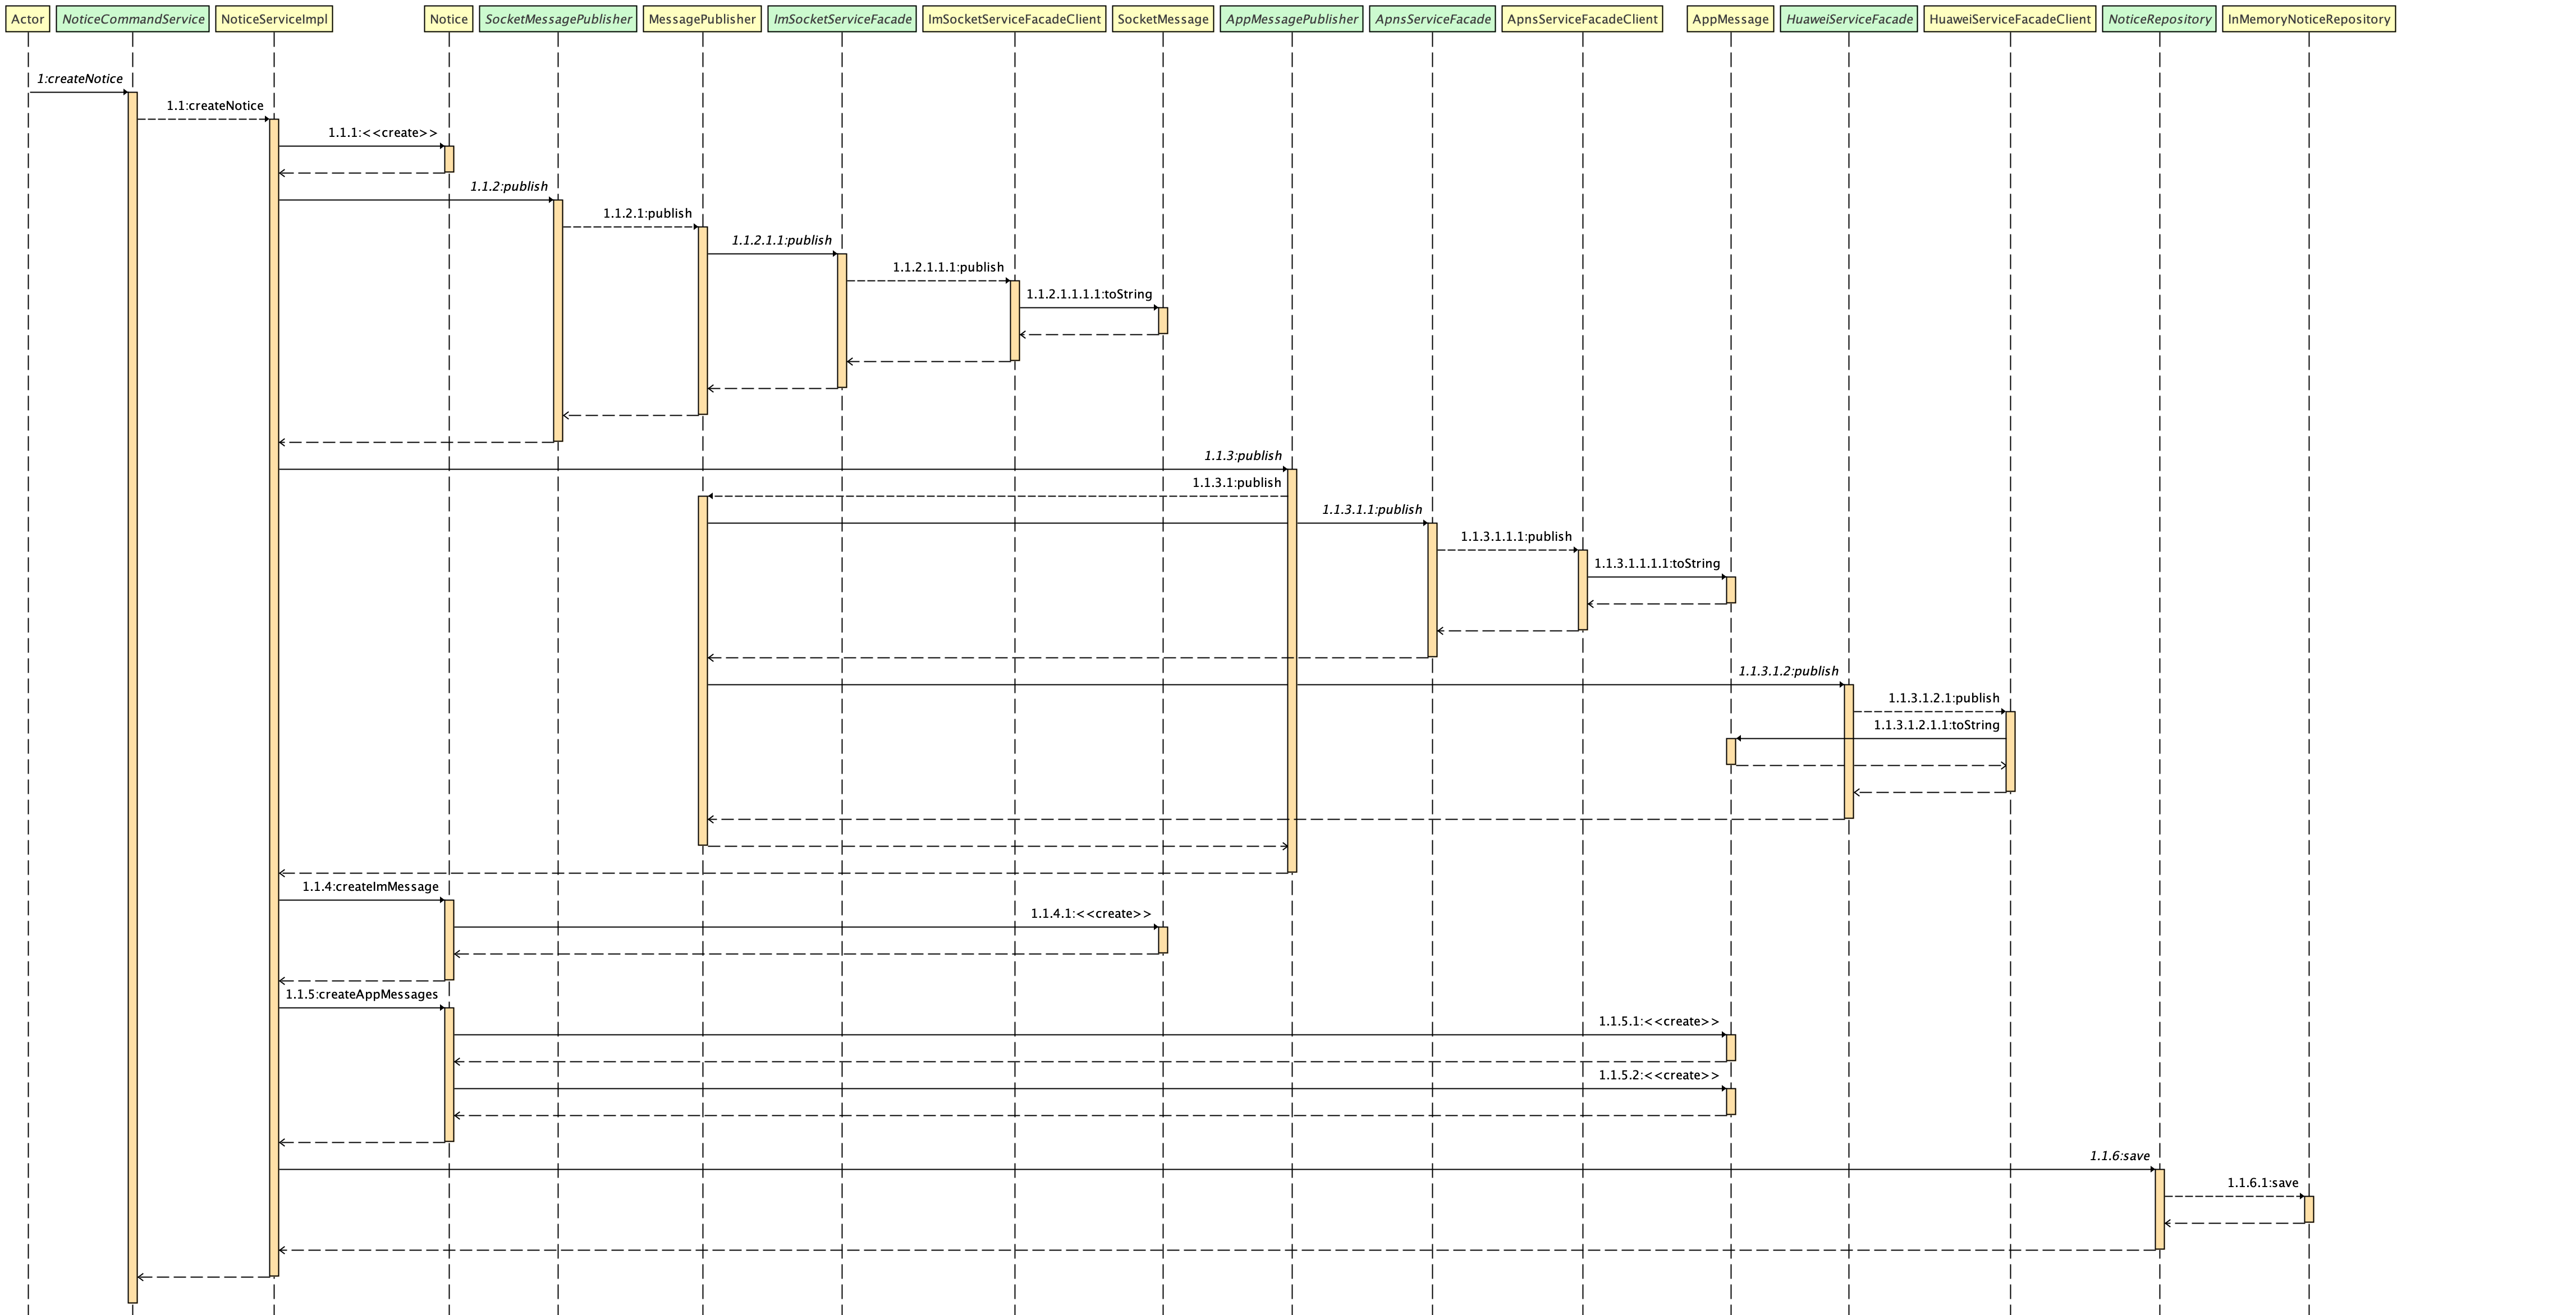 Actor
NoticeCommandService
NoticeServiceImpl
Notice
SocketMessagePublisher
MessagePublisher
ImSocketServiceFacade
ImSocketServiceFacadeClient
SocketMessage
AppMessagePublisher
ApnsServiceFacade
ApnsServiceFacadeClient
AppMessage
HuaweiServiceFacade
HuaweiServiceFacadeClient
NoticeRepository
InMemoryNoticeRepository
1:createNotice
1.1:createNotice
1.1.1:<<create>>
1.1.2:publish
1.1.2.1:publish
1.1.2.1.1:publish
1.1.2.1.1.1:publish
1.1.2.1.1.1.1:toString
1.1.3:publish
1.1.3.1:publish
1.1.3.1.1:publish
1.1.3.1.1.1:publish
1.1.3.1.1.1.1:toString
1.1.3.1.2:publish
1.1.3.1.2.1:publish
1.1.3.1.2.1.1:toString
1.1.4:createImMessage
1.1.4.1:<<create>>
1.1.5:createAppMessages
1.1.5.1:<<create>>
1.1.5.2:<<create>>
1.1.6:save
1.1.6.1:save